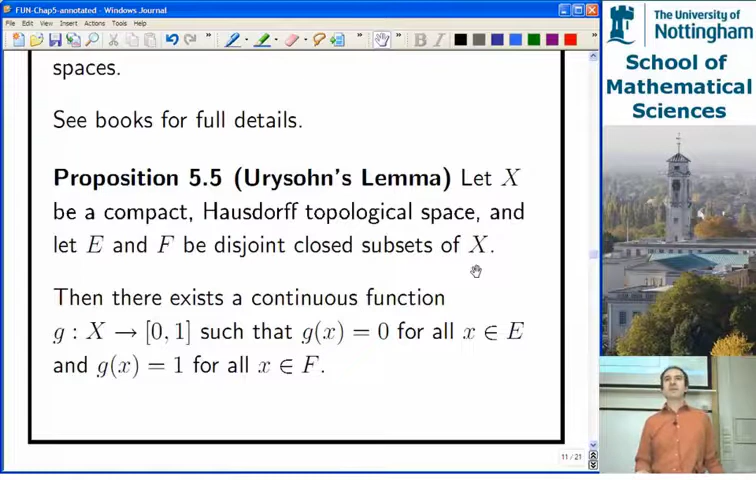 FUN-Chap5-annotated - Windows Journal
File Edit View Insert Actions Tools Help
B I
spaces.
See books for full details.
Proposition 5.5 (Urysohn's Lemma) Let X
be a compact, Hausdorff topological space, and
let E and F be disjoint closed subsets of X.
Then there exists a continuous function
g : X → [0, 1] such that g(x) = 0 for all x ∈ E
and g(x) = 1 for all x ∈ F.
11 / 21
The University of
Nottingham
School of
Mathematical
Sciences